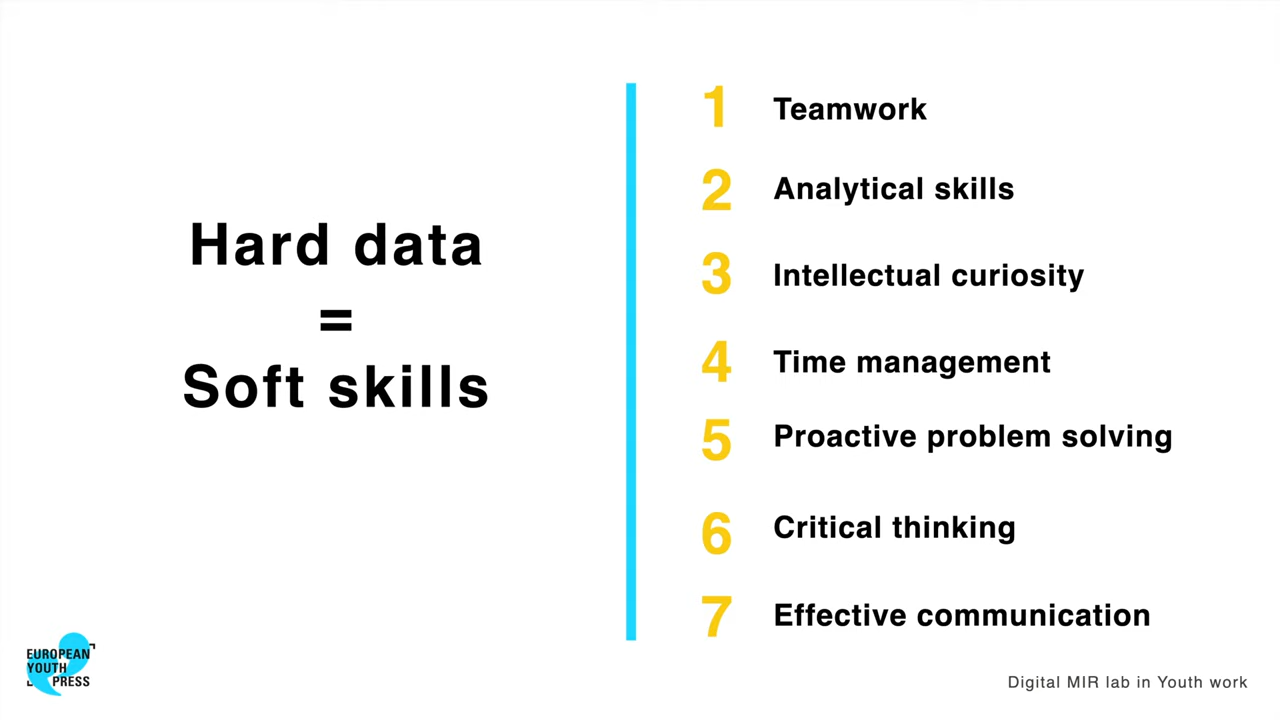 Hard data
=
Soft skills
1 Teamwork
2 Analytical skills
3 Intellectual curiosity
4 Time management
5 Proactive problem solving
6 Critical thinking
7 Effective communication
EUROPEAN
YOUTH
PRESS
Digital MIR lab in Youth work